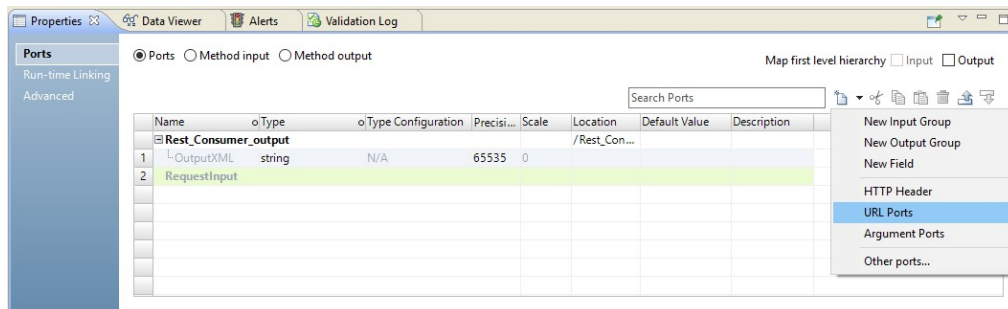 Properties Data Viewer Alerts Validation Log
Ports
Run-time Linking
Advanced
Ports Method input Method output
Map first level hierarchy Input Output
Search Ports
Name Type Type Configuration Precisi... Scale Location Default Value Description
Rest_Consumer_output /Rest_Con...
1 OutputXML string N/A 65535 0
2 RequestInput
New Input Group
New Output Group
New Field
HTTP Header
URL Ports
Argument Ports
Other ports...